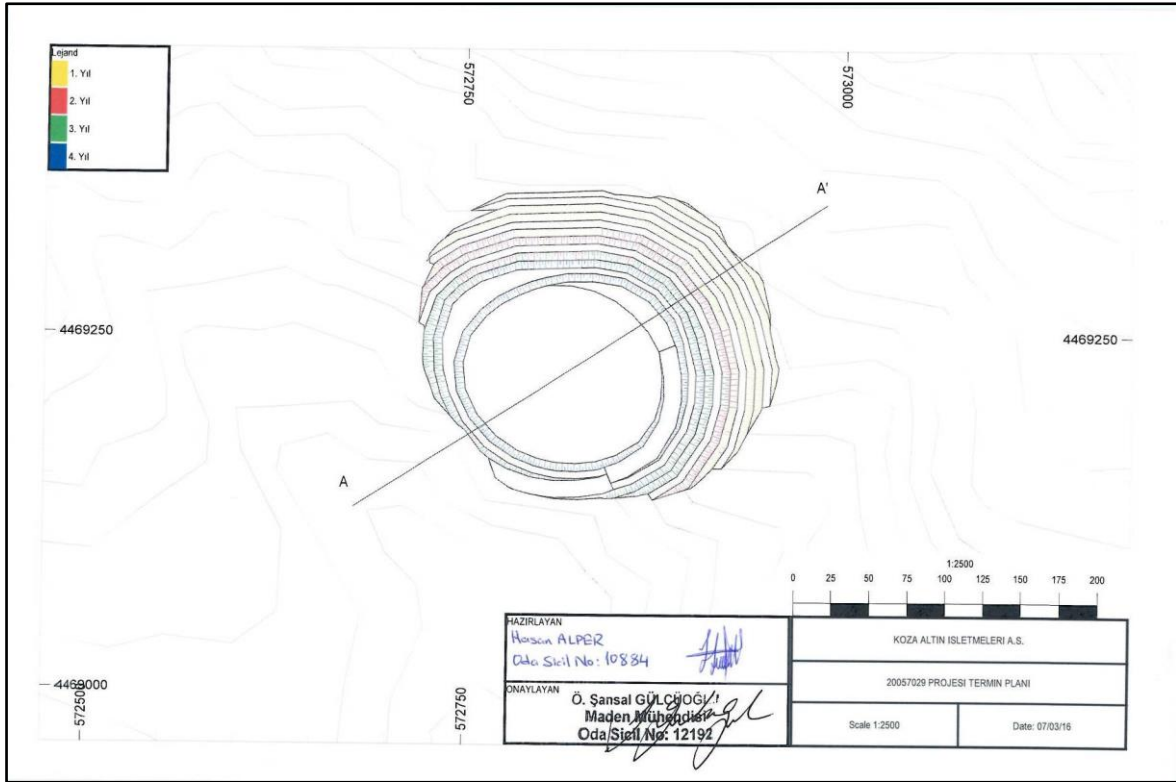 Lejand
1. Yıl
2. Yıl
3. Yıl
4. Yıl
572750
573000
A'
4469250
4469250
A
1:2500
0 25 50 75 100 125 150 175 200
HAZIRLAYAN
Hasan ALPER
Oda Sicil No: 10884
KOZA ALTIN ISLETMELERI A.S.
4469000
572500
572750
20057029 PROJESI TERMIN PLANI
ONAYLAYAN
Ö. Şansal GÜLÇÜOĞLU
Maden Mühendisi
Oda Sicil No: 12192
Scale 1:2500
Date: 07/03/16